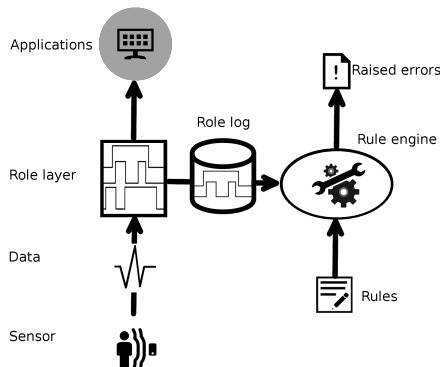 Applications
Raised errors
Role log
Rule engine
Role layer
Data
Rules
Sensor